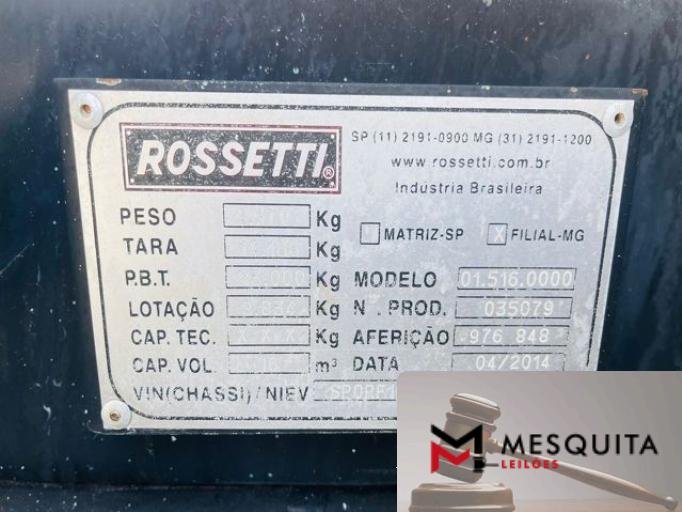 ROSSETTI®
SP (11) 2191-0900 MG (31) 2191-1200
www.rossetti.com.br
Indústria Brasileira
PESO Kg
TARA Kg
MATRIZ-SP X FILIAL-MG
P.B.T. Kg MODELO 01.516.0000
LOTAÇÃO Kg N°. PROD. 035079
CAP. TEC. X X X Kg AFERIÇÃO 976 848
CAP. VOL. m³ DATA 04/2014
VIN(CHASSI)/NIEV
MESQUITA
LEILÕES